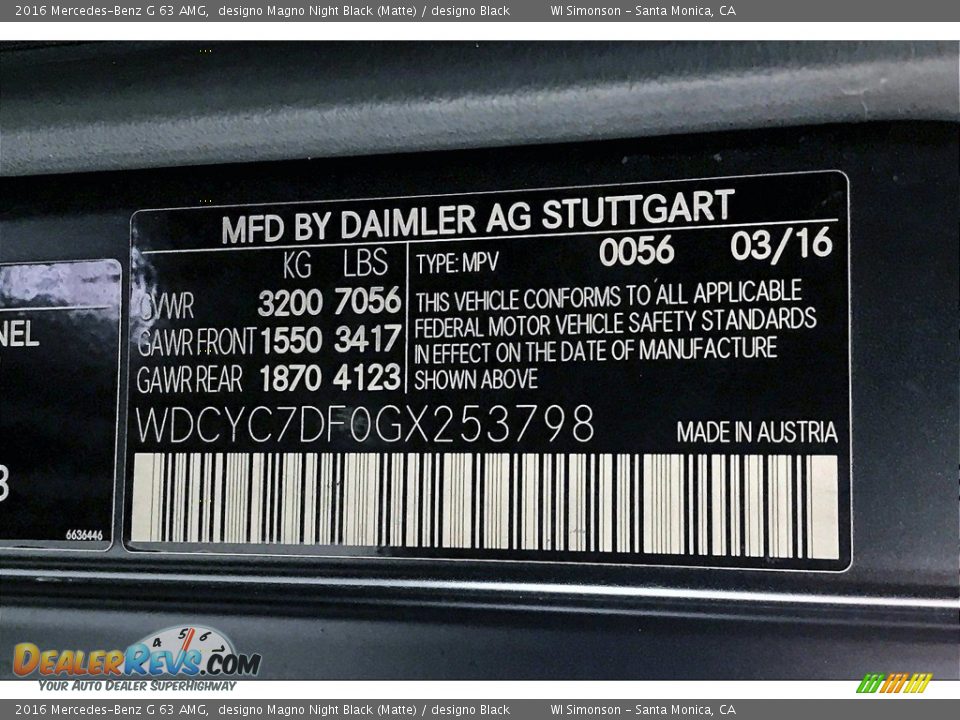 2016 Mercedes-Benz G 63 AMG, designo Magno Night Black (Matte) / designo Black WI Simonson - Santa Monica, CA
MFD BY DAIMLER AG STUTTGART
KG LBS
GVWR 3200 7056
GAWR FRONT 1550 3417
GAWR REAR 1870 4123
TYPE: MPV 0056 03/16
THIS VEHICLE CONFORMS TO ALL APPLICABLE
FEDERAL MOTOR VEHICLE SAFETY STANDARDS
IN EFFECT ON THE DATE OF MANUFACTURE
SHOWN ABOVE
WDCYC7DF0GX253798
MADE IN AUSTRIA
NEL
3
6636446
4 5 6
DEALERREVS.COM
YOUR AUTO DEALER SUPERHIGHWAY
2016 Mercedes-Benz G 63 AMG, designo Magno Night Black (Matte) / designo Black WI Simonson - Santa Monica, CA